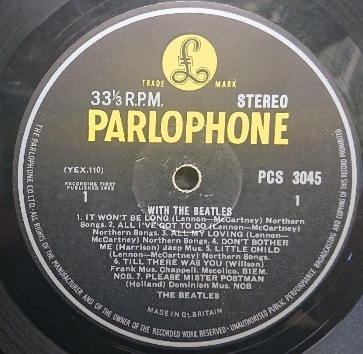 £
TRADE MARK
33⅓ R.P.M. STEREO
PARLOPHONE
(YEX.110) PCS 3045
RECORDING FIRST
PUBLISHED 1963
1 1
WITH THE BEATLES
1. IT WON'T BE LONG (Lennon—McCartney) Northern
Songs. 2. ALL I'VE GOT TO DO (Lennon—McCartney)
Northern Songs. 3. ALL MY LOVING (Lennon—
McCartney) Northern Songs. 4. DON'T BOTHER
ME (Harrison) Jaep Mus. 5. LITTLE CHILD
(Lennon—McCartney) Northern Songs.
6. TILL THERE WAS YOU (Willson)
Frank Mus. Chappell. Mecolico. BIEM.
NCB. 7. PLEASE MISTER POSTMAN
(Holland) Dominion Mus. NCB
THE BEATLES
MADE IN GT. BRITAIN
THE PARLOPHONE CO. LTD. ALL RIGHTS OF THE MANUFACTURER AND OF THE OWNER OF THE RECORDED WORK RESERVED. UNAUTHORISED PUBLIC PERFORMANCE, BROADCASTING AND COPYING OF THIS RECORD PROHIBITED